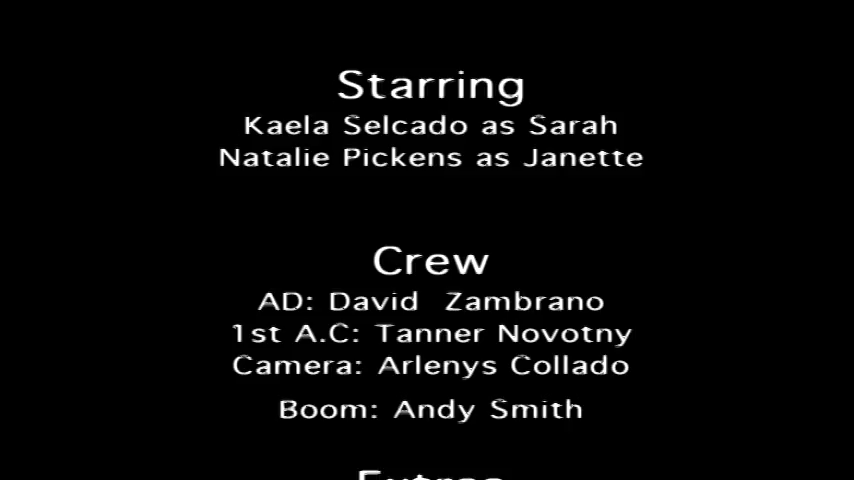 Starring
Kaela Selcado as Sarah
Natalie Pickens as Janette
Crew
AD: David  Zambrano
1st A.C: Tanner Novotny
Camera: Arlenys Collado
Boom: Andy Smith